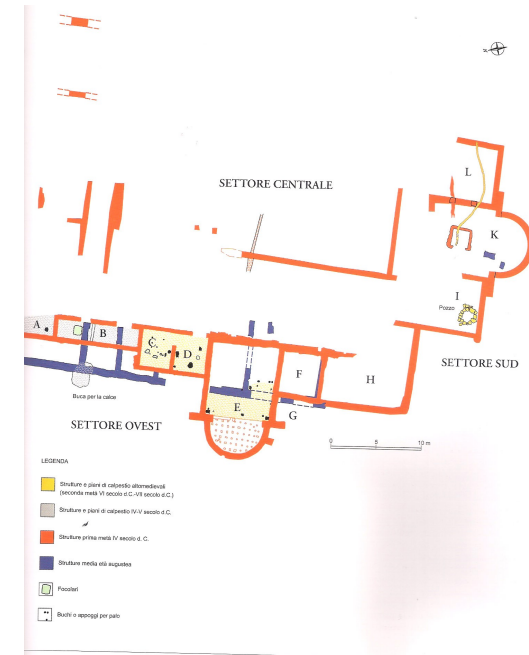 N
L
SETTORE CENTRALE
K
I
Pozzo
A
B
C
D
SETTORE SUD
F
H
E
G
Buca per la calce
SETTORE OVEST
0 5 10 m
LEGENDA
Strutture e piani di calpestio altomedievali
(seconda metà VI secolo d.C.-VII secolo d.C.)
Strutture e piani di calpestio IV-V secolo d.C.
Strutture prima metà IV secolo d. C.
Strutture media età augustea
Focolari
Buchi o appoggi per palo